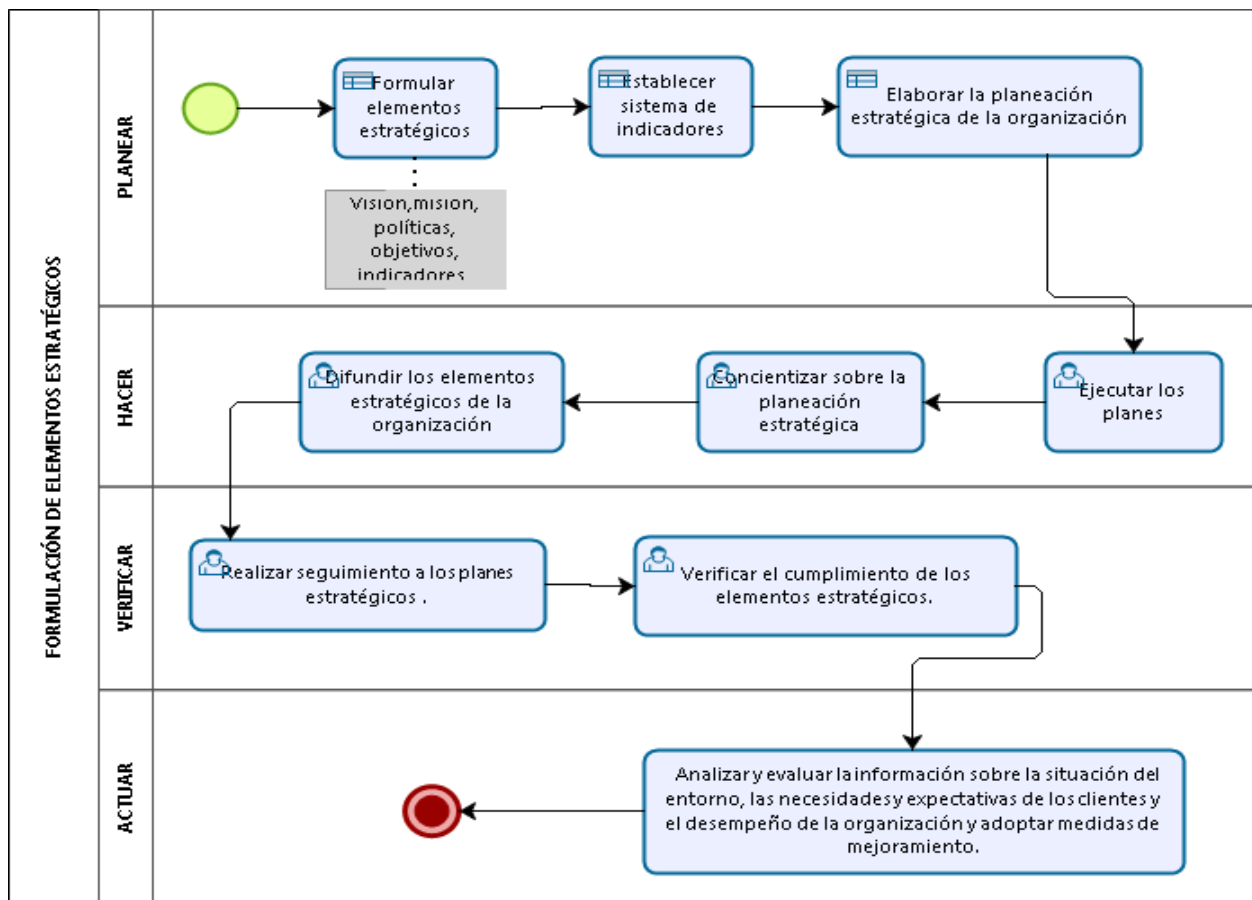 FORMULACIÓN DE ELEMENTOS ESTRATÉGICOS
PLANEAR
Formular
elementos
estratégicos
Establecer
sistema de
indicadores
Elaborar la planeación
estratégica de la organización
Vision,mision,
políticas,
objetivos,
indicadores
HACER
Difundir los elementos
estratégicos de la
organización
Concientizar sobre la
planeación
estratégica
Ejecutar los
planes
VERIFICAR
Realizar seguimiento a los planes
estratégicos .
Verificar el cumplimiento de los
elementos estratégicos.
ACTUAR
Analizar y evaluar la información sobre la situación del
entorno, las necesidades y expectativas de los clientes y
el desempeño de la organización y adoptar medidas de
mejoramiento.